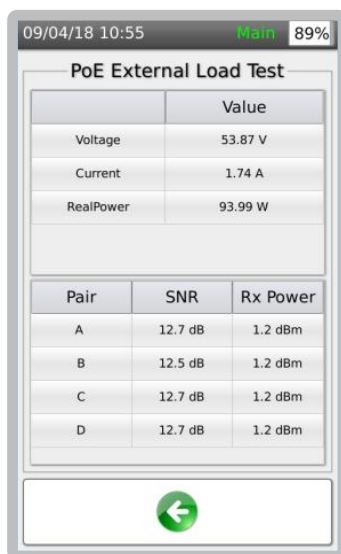 09/04/18 10:55 Main 89%
PoE External Load Test
Value
Voltage 53.87 V
Current 1.74 A
RealPower 93.99 W
Pair SNR Rx Power
A 12.7 dB 1.2 dBm
B 12.5 dB 1.2 dBm
C 12.7 dB 1.2 dBm
D 12.7 dB 1.2 dBm